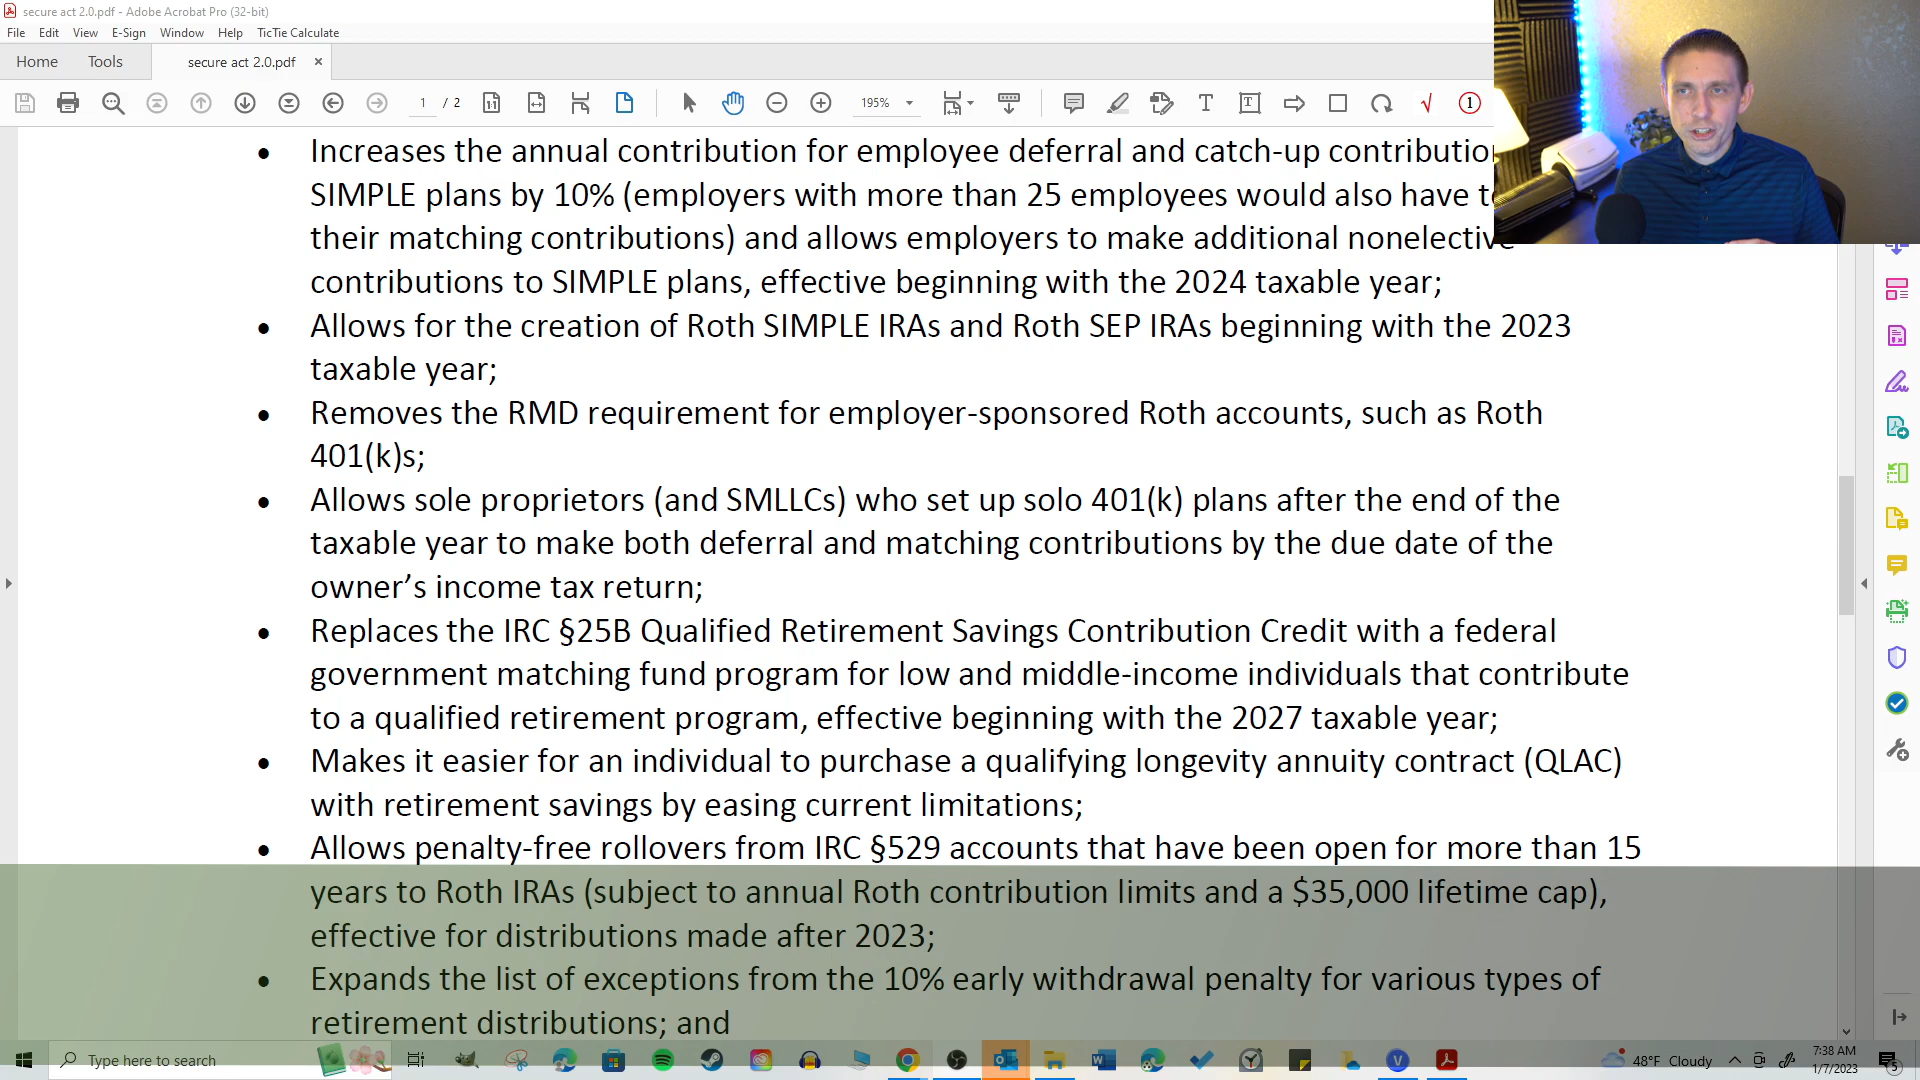 secure act 2.0.pdf - Adobe Acrobat Pro (32-bit)
File Edit View E-Sign Window Help TicTie Calculate
Home Tools secure act 2.0.pdf ×
1 / 2 195%
• Increases the annual contribution for employee deferral and catch-up
SIMPLE plans by 10% (employers with more than 25 employees would also have
their matching contributions) and allows employers to make additional nonelective
contributions to SIMPLE plans, effective beginning with the 2024 taxable year;
• Allows for the creation of Roth SIMPLE IRAs and Roth SEP IRAs beginning with the 2023
taxable year;
• Removes the RMD requirement for employer-sponsored Roth accounts, such as Roth
401(k)s;
• Allows sole proprietors (and SMLLCs) who set up solo 401(k) plans after the end of the
taxable year to make both deferral and matching contributions by the due date of the
owner’s income tax return;
• Replaces the IRC §25B Qualified Retirement Savings Contribution Credit with a federal
government matching fund program for low and middle-income individuals that contribute
to a qualified retirement program, effective beginning with the 2027 taxable year;
• Makes it easier for an individual to purchase a qualifying longevity annuity contract (QLAC)
with retirement savings by easing current limitations;
• Allows penalty-free rollovers from IRC §529 accounts that have been open for more than 15
years to Roth IRAs (subject to annual Roth contribution limits and a $35,000 lifetime cap),
effective for distributions made after 2023;
• Expands the list of exceptions from the 10% early withdrawal penalty for various types of
retirement distributions; and
Type here to search
48°F Cloudy
7:38 AM
1/7/2023